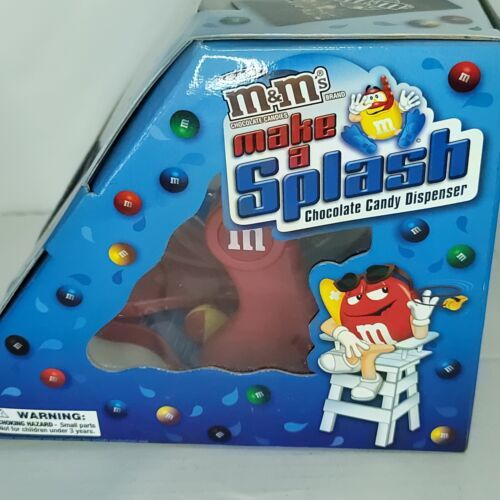 m&m's
BRAND
CHOCOLATE CANDIES
make
a
Splash
Chocolate Candy Dispenser
m
m
WARNING:
CHOKING HAZARD - Small parts
Not for children under 3 years.